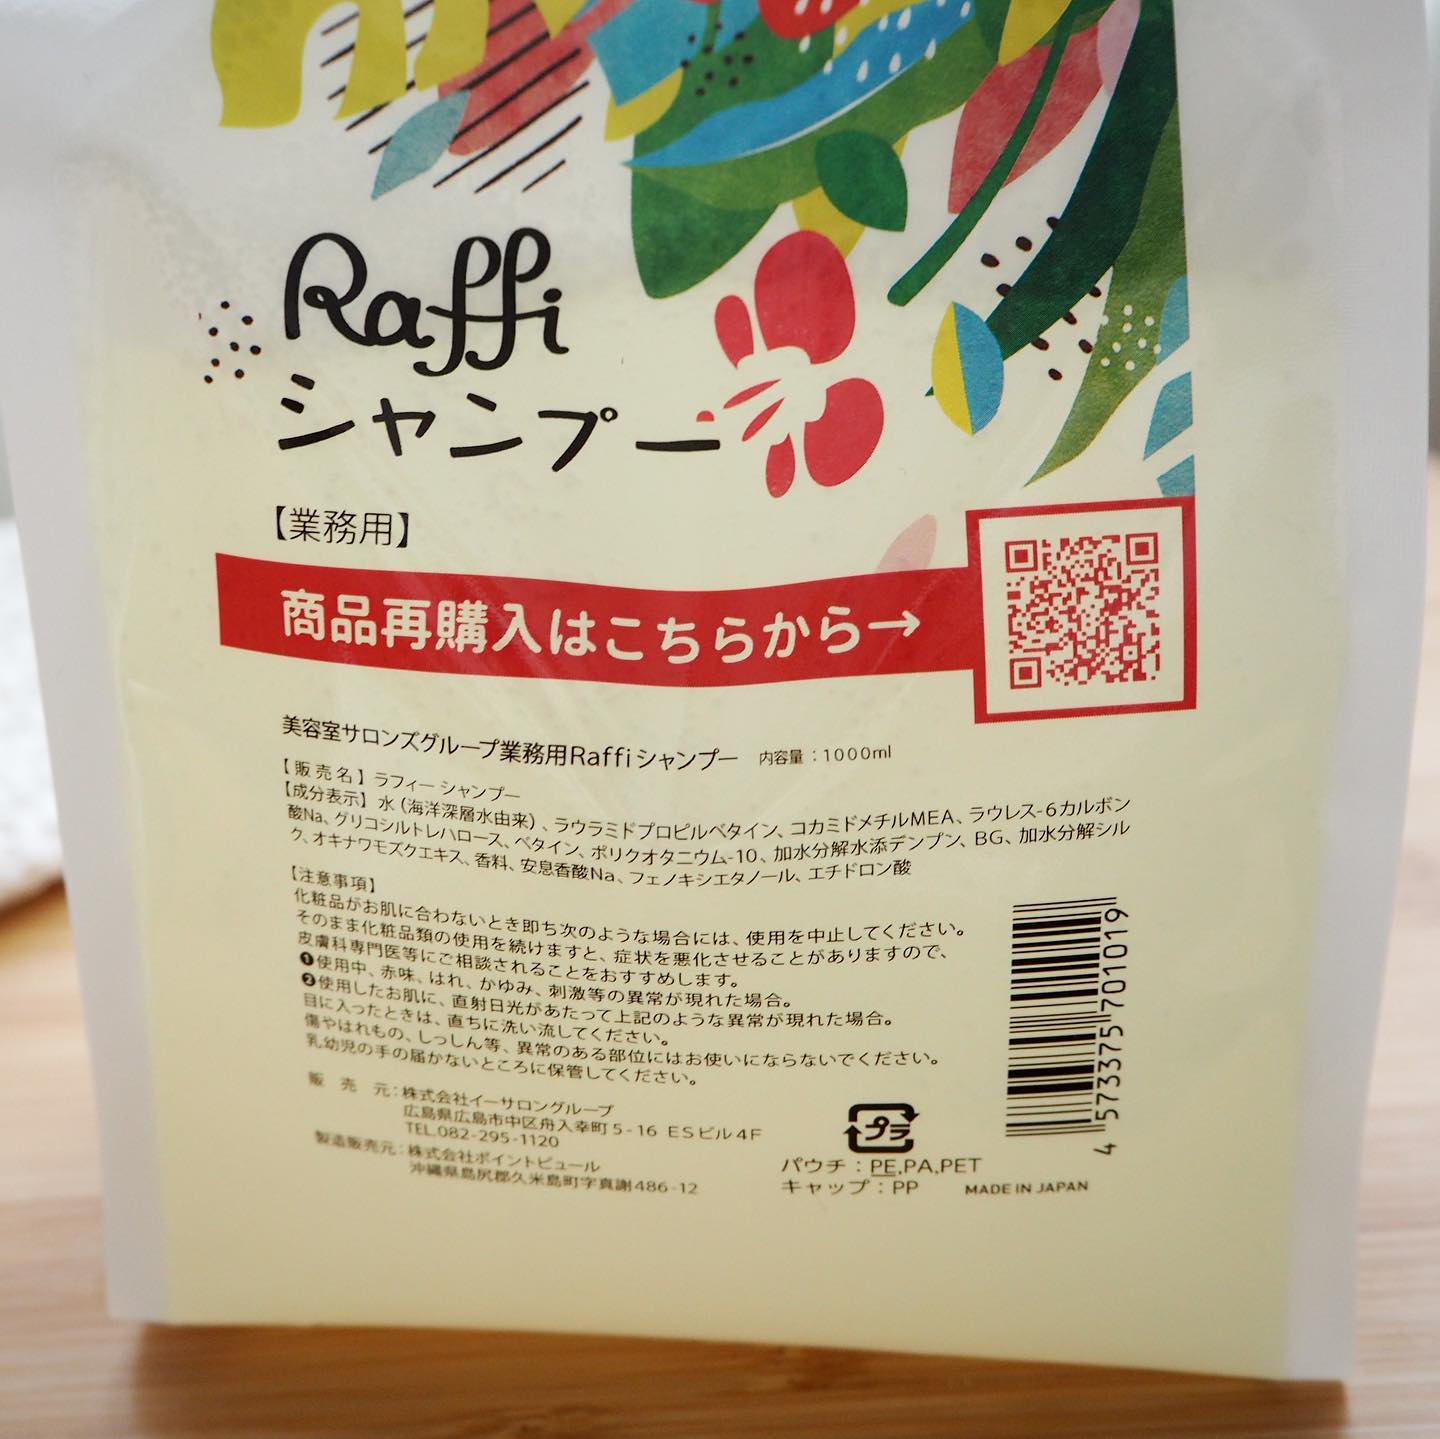 Raffi
シャンプー
【業務用】
商品再購入はこちらから→
美容室サロンズグループ業務用Raffiシャンプー 内容量：1000ml
【販売名】ラフィーシャンプー
【成分表示】水（海洋深層水由来）、ラウラミドプロピルベタイン、コカミドメチルMEA、ラウレス-6カルボン
酸Na、グリコシルトレハロース、ベタイン、ポリクオタニウム-10、加水分解水添デンプン、BG、加水分解シル
ク、オキナワモズクエキス、香料、安息香酸Na、フェノキシエタノール、エチドロン酸
【注意事項】
化粧品がお肌に合わないとき即ち次のような場合には、使用を中止してください。
そのまま化粧品類の使用を続けますと、症状を悪化させることがありますので、
皮膚科専門医等にご相談されることをおすすめします。
❶使用中、赤味、はれ、かゆみ、刺激等の異常が現れた場合。
❷使用したお肌に、直射日光があたって上記のような異常が現れた場合。
目に入ったときは、直ちに洗い流してください。
傷やはれもの、しっしん等、異常のある部位にはお使いにならないでください。
乳幼児の手の届かないところに保管してください。
販売元：株式会社イーサロングループ
広島県広島市中区舟入幸町5-16 ESビル4F
TEL.082-295-1120
製造販売元：株式会社ポイントピュール
沖縄県島尻郡久米島町字真謝486-12
プラ
パウチ：PE,PA,PET
キャップ：PP
MADE IN JAPAN
4573375701019